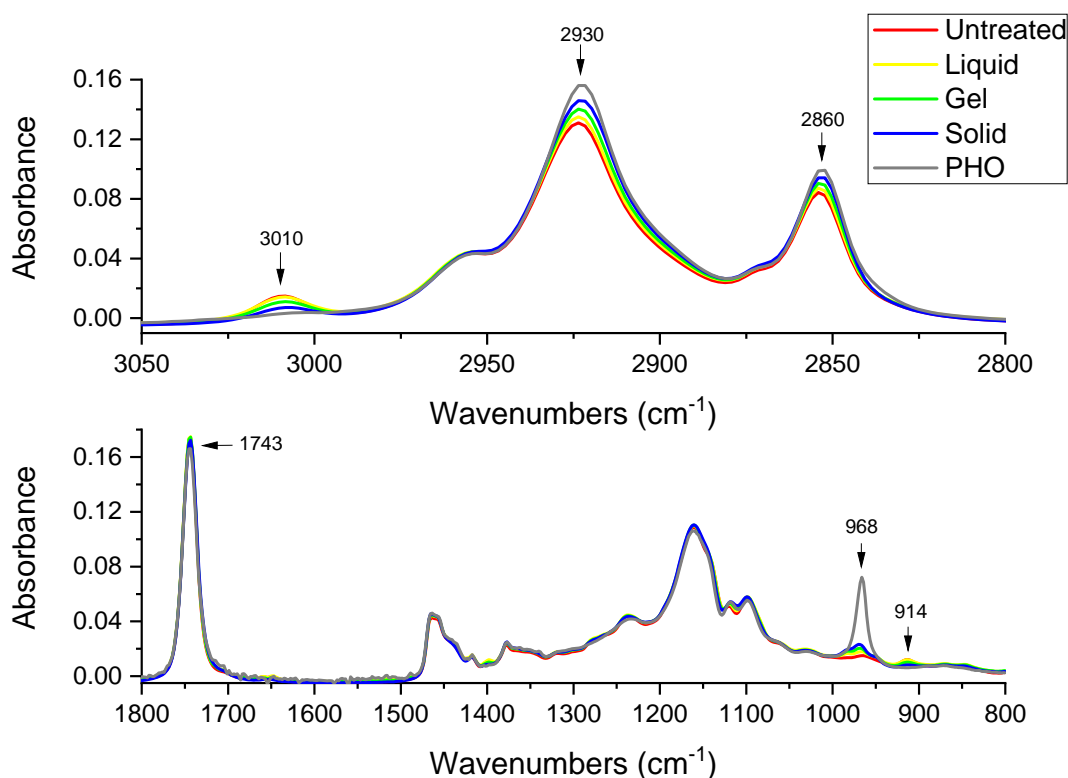 2930
Untreated
Liquid
Gel
Solid
PHO
0.16
0.12
0.08
0.04
0.00
Absorbance
2860
3010
3050 3000 2950 2900 2850 2800
Wavenumbers (cm⁻¹)
0.16
0.12
0.08
0.04
0.00
Absorbance
1743
968
914
1800 1700 1600 1500 1400 1300 1200 1100 1000 900 800
Wavenumbers (cm⁻¹)